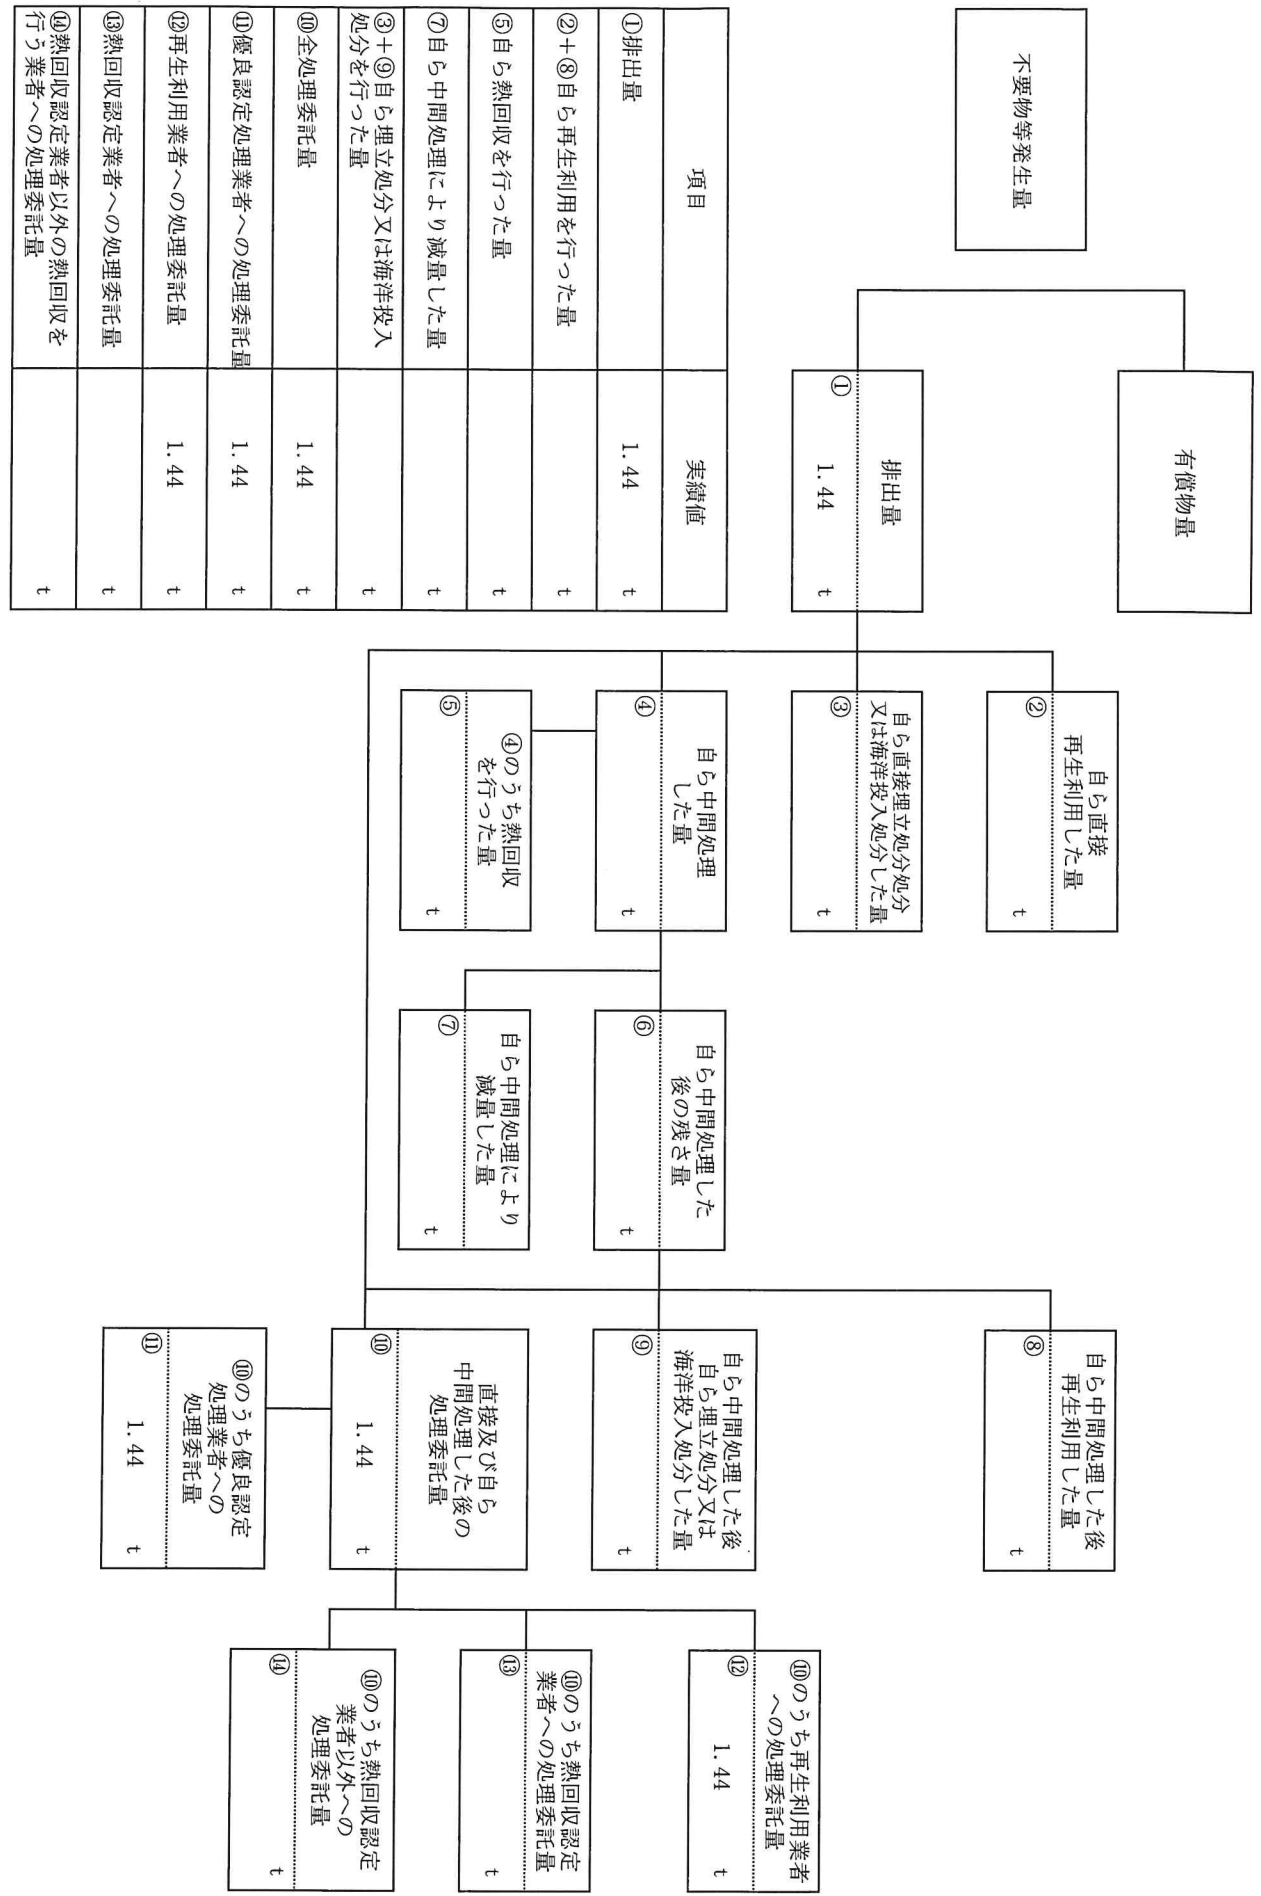 有償物量
不要物等発生量
排出量
① 1.44 t
自ら直接
再生利用した量
② t
自ら直接埋立処分処分
又は海洋投入処分した量
③ t
自ら中間処理
した量
④ t
④のうち熱回収
を行った量
⑤ t
自ら中間処理した
後の残さ量
⑥ t
自ら中間処理により
減量した量
⑦ t
自ら中間処理した後
再生利用した量
⑧ t
自ら中間処理した後
自ら埋立処分又は
海洋投入処分した量
⑨ t
直接及び自ら
中間処理した後の
処理委託量
⑩ 1.44 t
⑩のうち優良認定
処理業者への
処理委託量
⑪ 1.44 t
⑩のうち再生利用業者
への処理委託量
⑫ 1.44 t
⑩のうち熱回収認定
業者への処理委託量
⑬ t
⑩のうち熱回収認定
業者以外への
処理委託量
⑭ t
項目 実績値
①排出量 1.44 t
②+⑧自ら再生利用を行った量 t
⑤自ら熱回収を行った量 t
⑦自ら中間処理により減量した量 t
③+⑨自ら埋立処分又は海洋投入
処分を行った量 t
⑩全処理委託量 1.44 t
⑪優良認定処理業者への処理委託量 1.44 t
⑫再生利用業者への処理委託量 1.44 t
⑬熱回収認定業者への処理委託量 t
⑭熱回収認定業者以外の熱回収を
行う業者への処理委託量 t